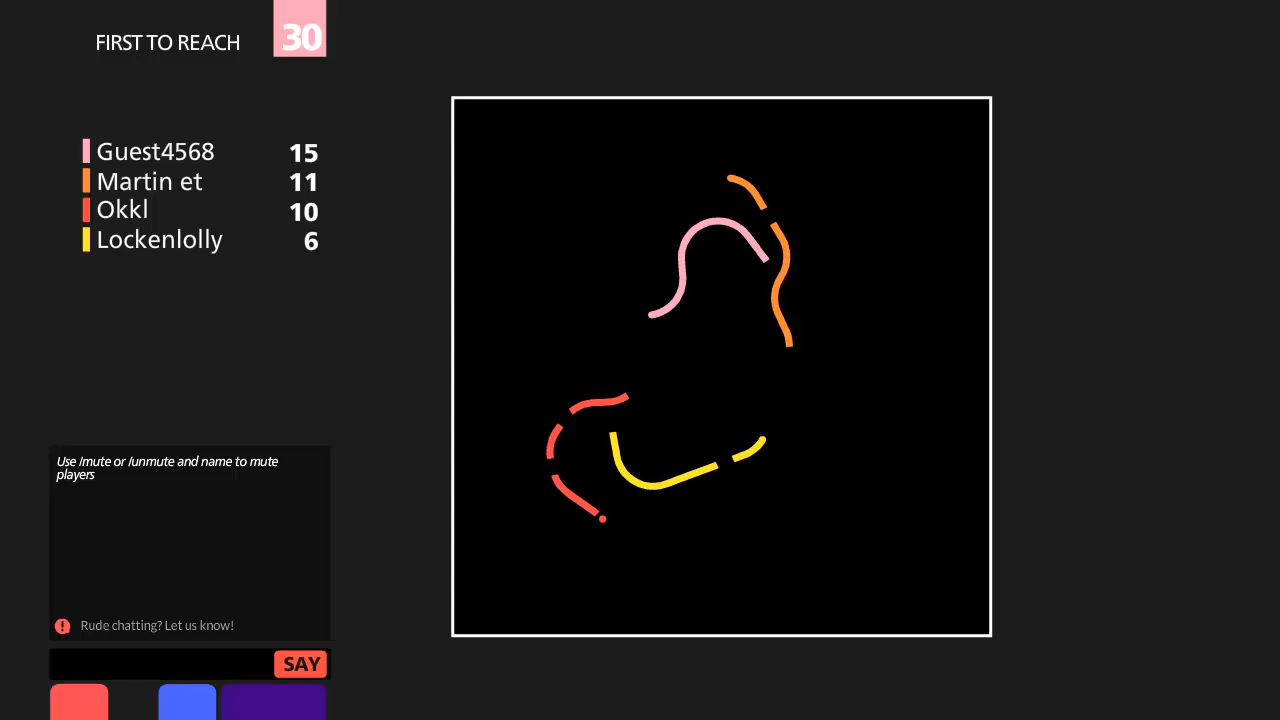 FIRST TO REACH 30
Guest4568 15
Martin et 11
Okkl 10
Lockenlolly 6
Use /mute or /unmute and name to mute
players
Rude chatting? Let us know!
SAY